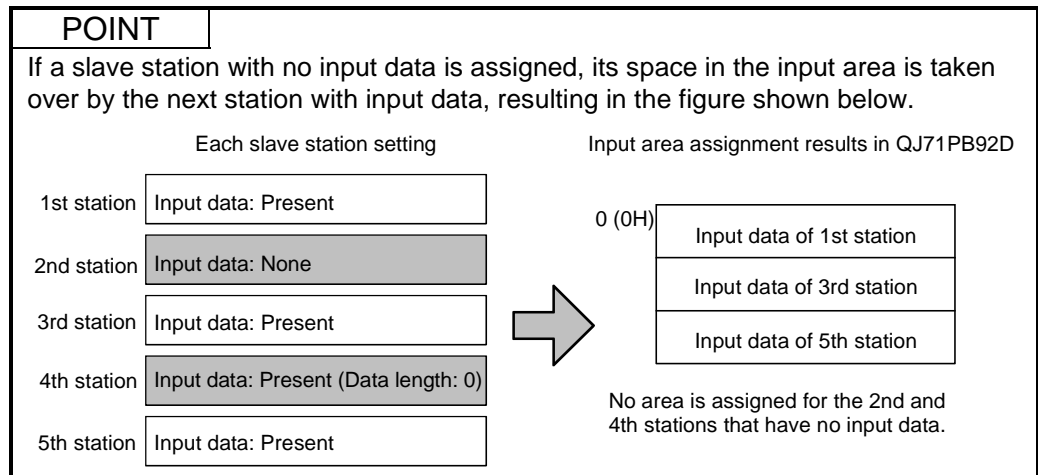 POINT
If a slave station with no input data is assigned, its space in the input area is taken
over by the next station with input data, resulting in the figure shown below.
Each slave station setting
1st station Input data: Present
2nd station Input data: None
3rd station Input data: Present
4th station Input data: Present (Data length: 0)
5th station Input data: Present
Input area assignment results in QJ71PB92D
0 (0H)
Input data of 1st station
Input data of 3rd station
Input data of 5th station
No area is assigned for the 2nd and
4th stations that have no input data.